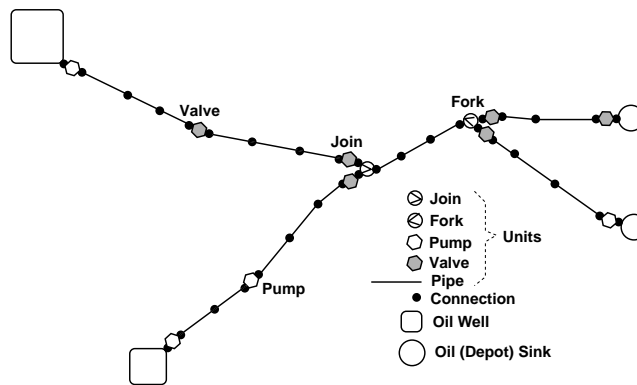 Valve
Fork
Join
Join
Fork
Pump
Units
Valve
Pipe
Pump
Connection
Oil Well
Oil (Depot) Sink